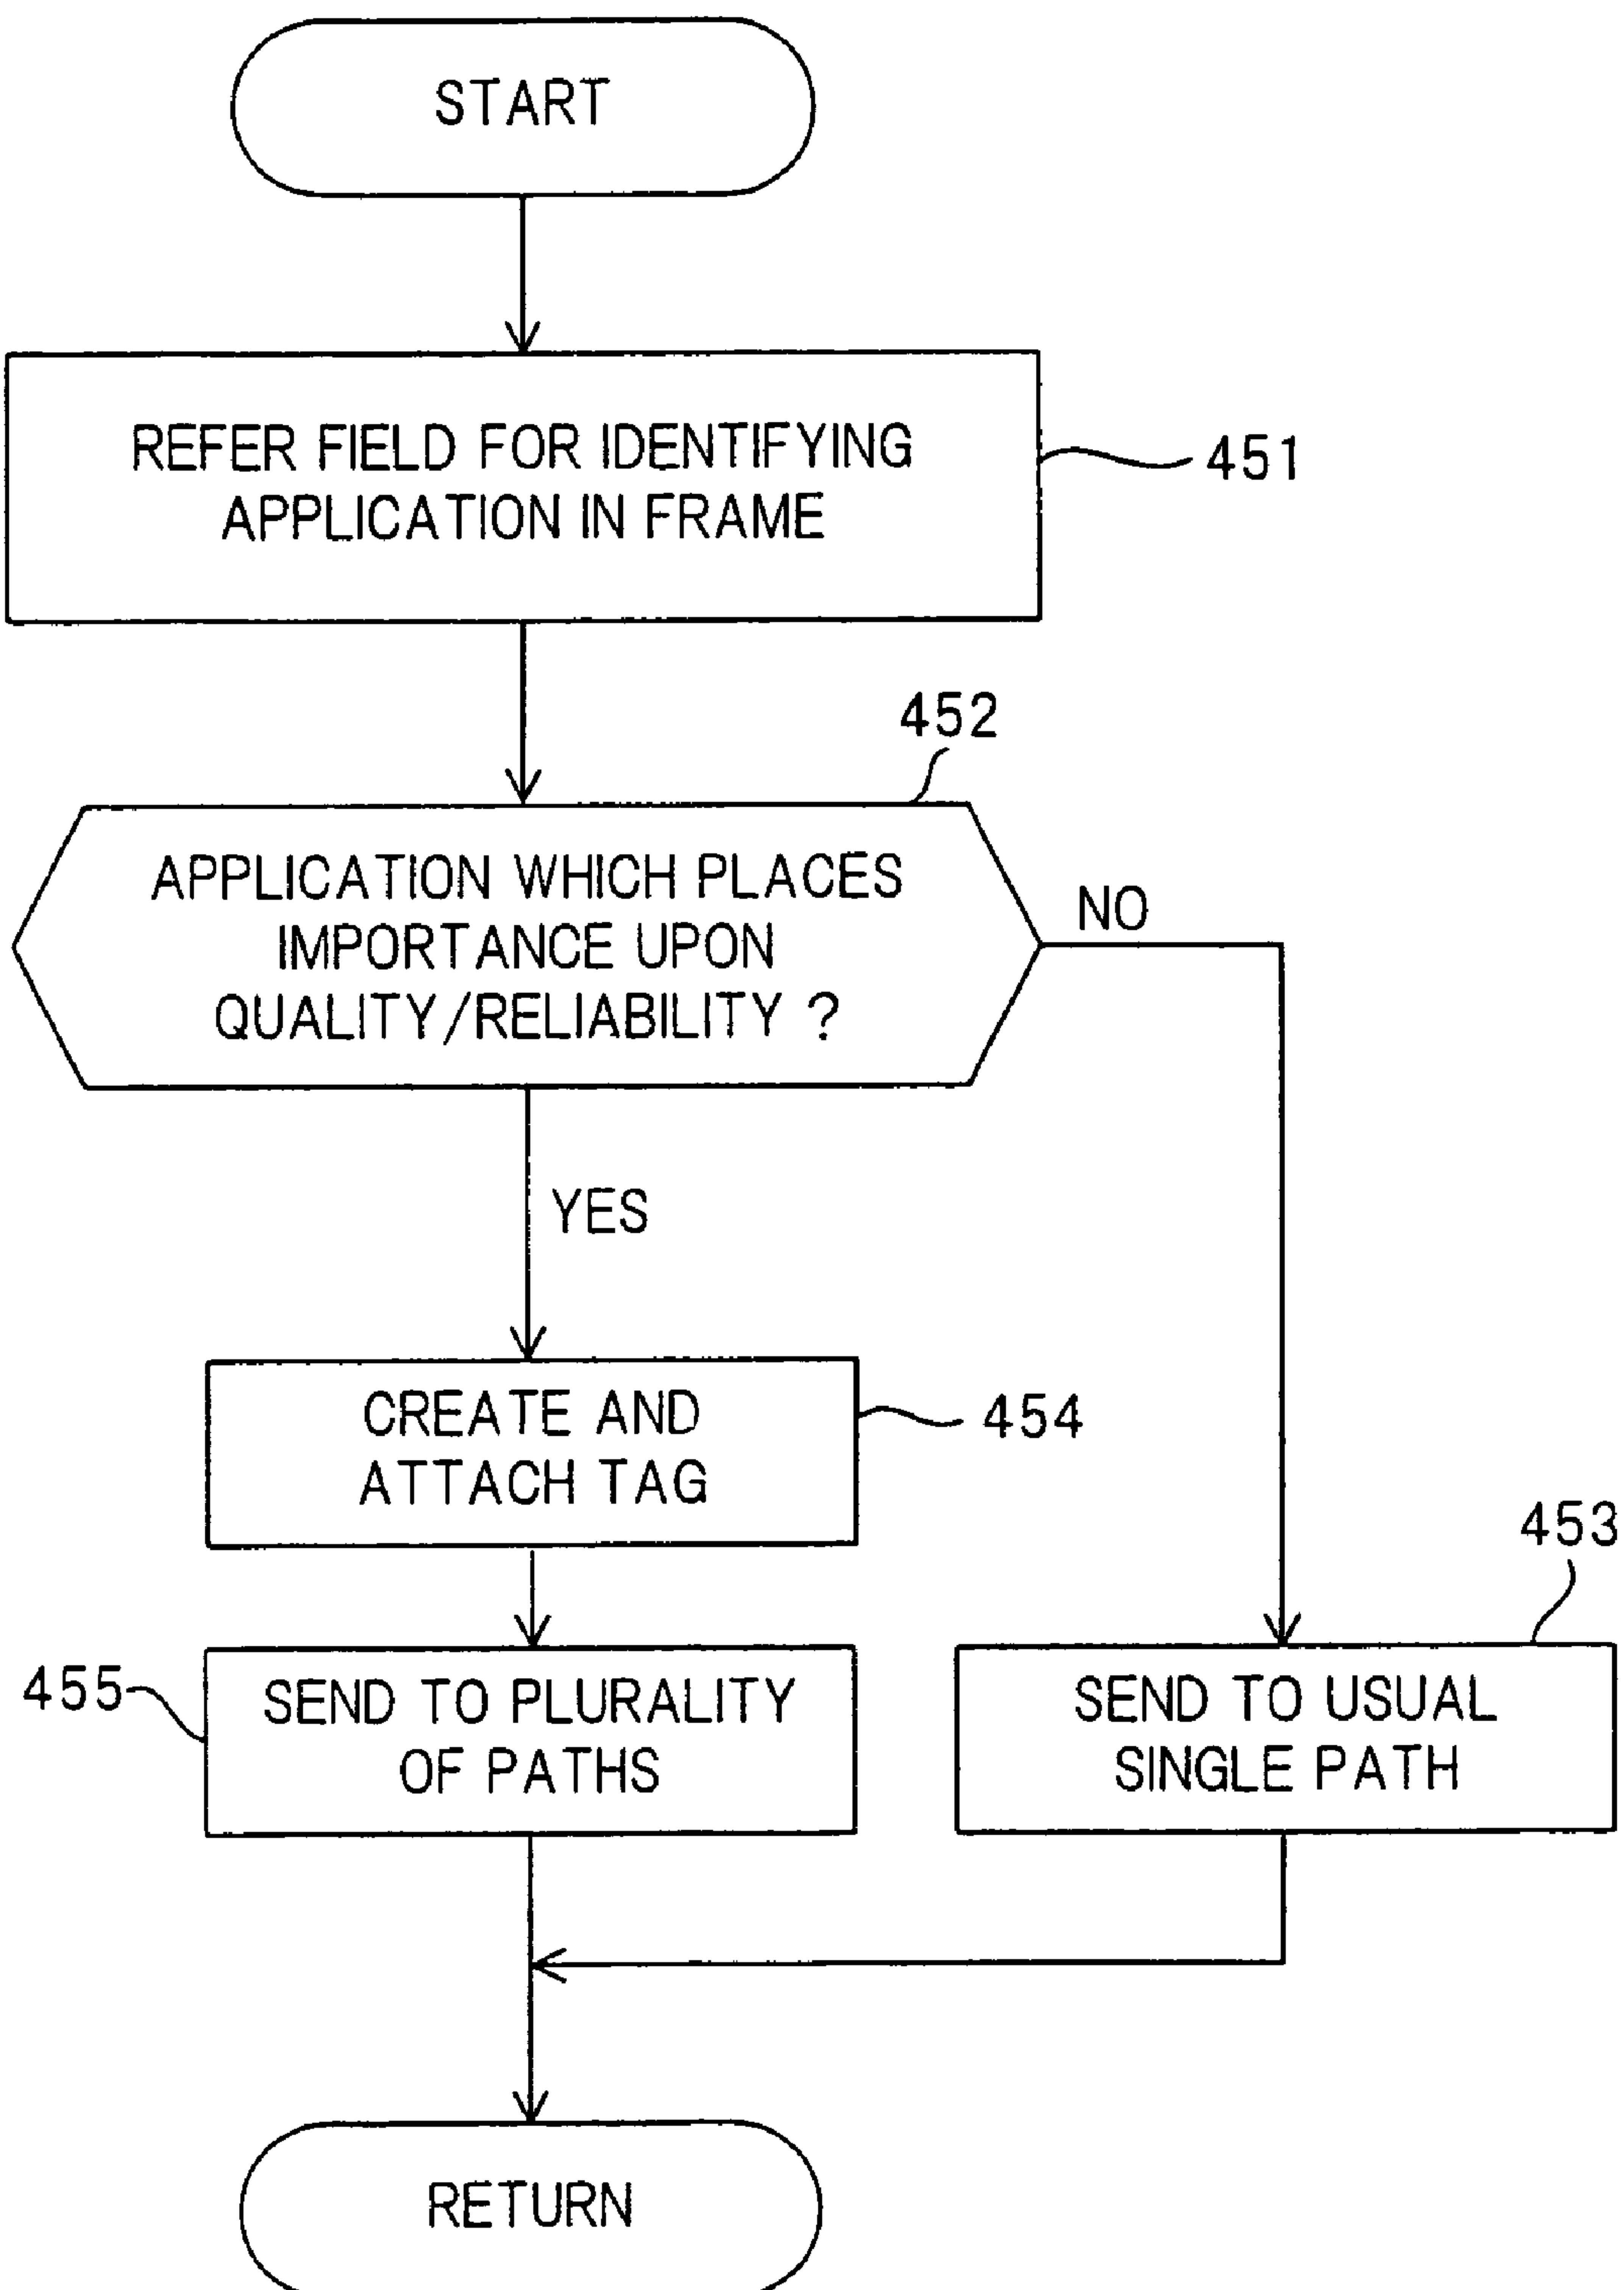 START
REFER FIELD FOR IDENTIFYING
APPLICATION IN FRAME
451
452
APPLICATION WHICH PLACES
IMPORTANCE UPON
QUALITY/RELIABILITY ?
NO
YES
CREATE AND
ATTACH TAG
454
453
455
SEND TO PLURALITY
OF PATHS
SEND TO USUAL
SINGLE PATH
RETURN